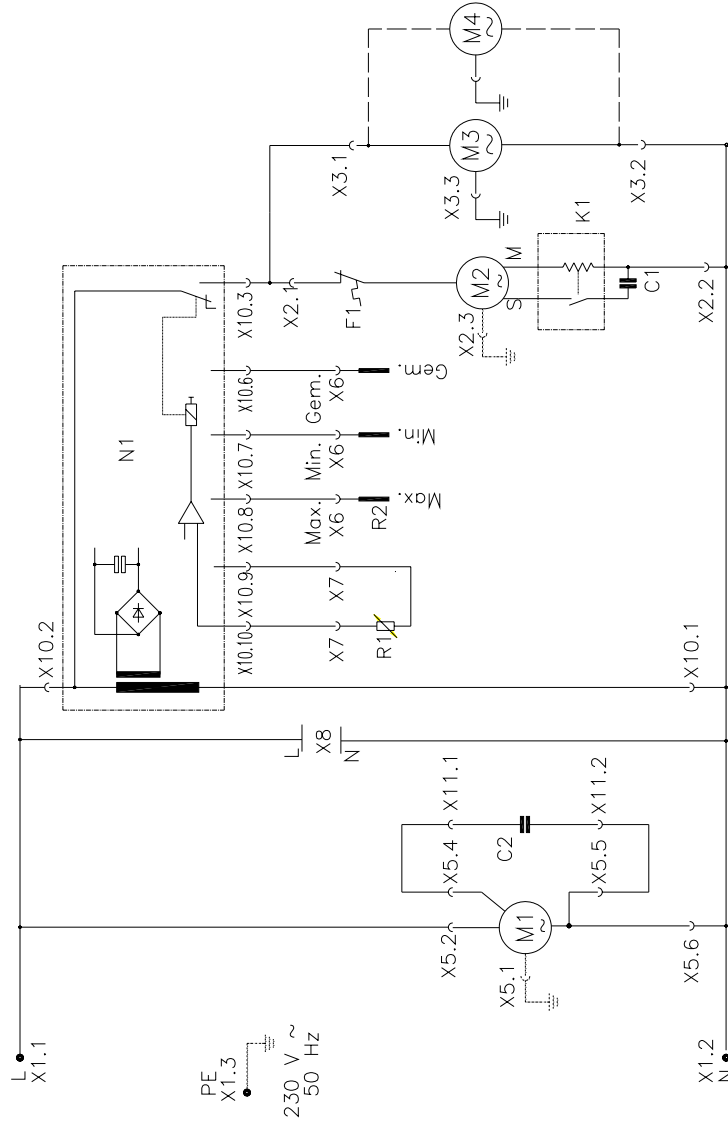 L
X1.1
PE
X1.3
230 V ~
50 Hz
X1.2
N
X5.2
X5.1
M1
~
X5.6
X5.4
X11.1
C2
X5.5
X11.2
L
X8
N
X10.2
X10.1
N1
X10.10
X10.9
X10.8
X10.7
X10.6
X10.3
X7
X7
R1
Max.
X6
R2
Max.
Min.
X6
Min.
Gem.
X6
Gem.
X2.1
F1
X2.3
M2
~
S
M
K1
C1
X2.2
X3.1
X3.3
M3
~
X3.2
M4
~